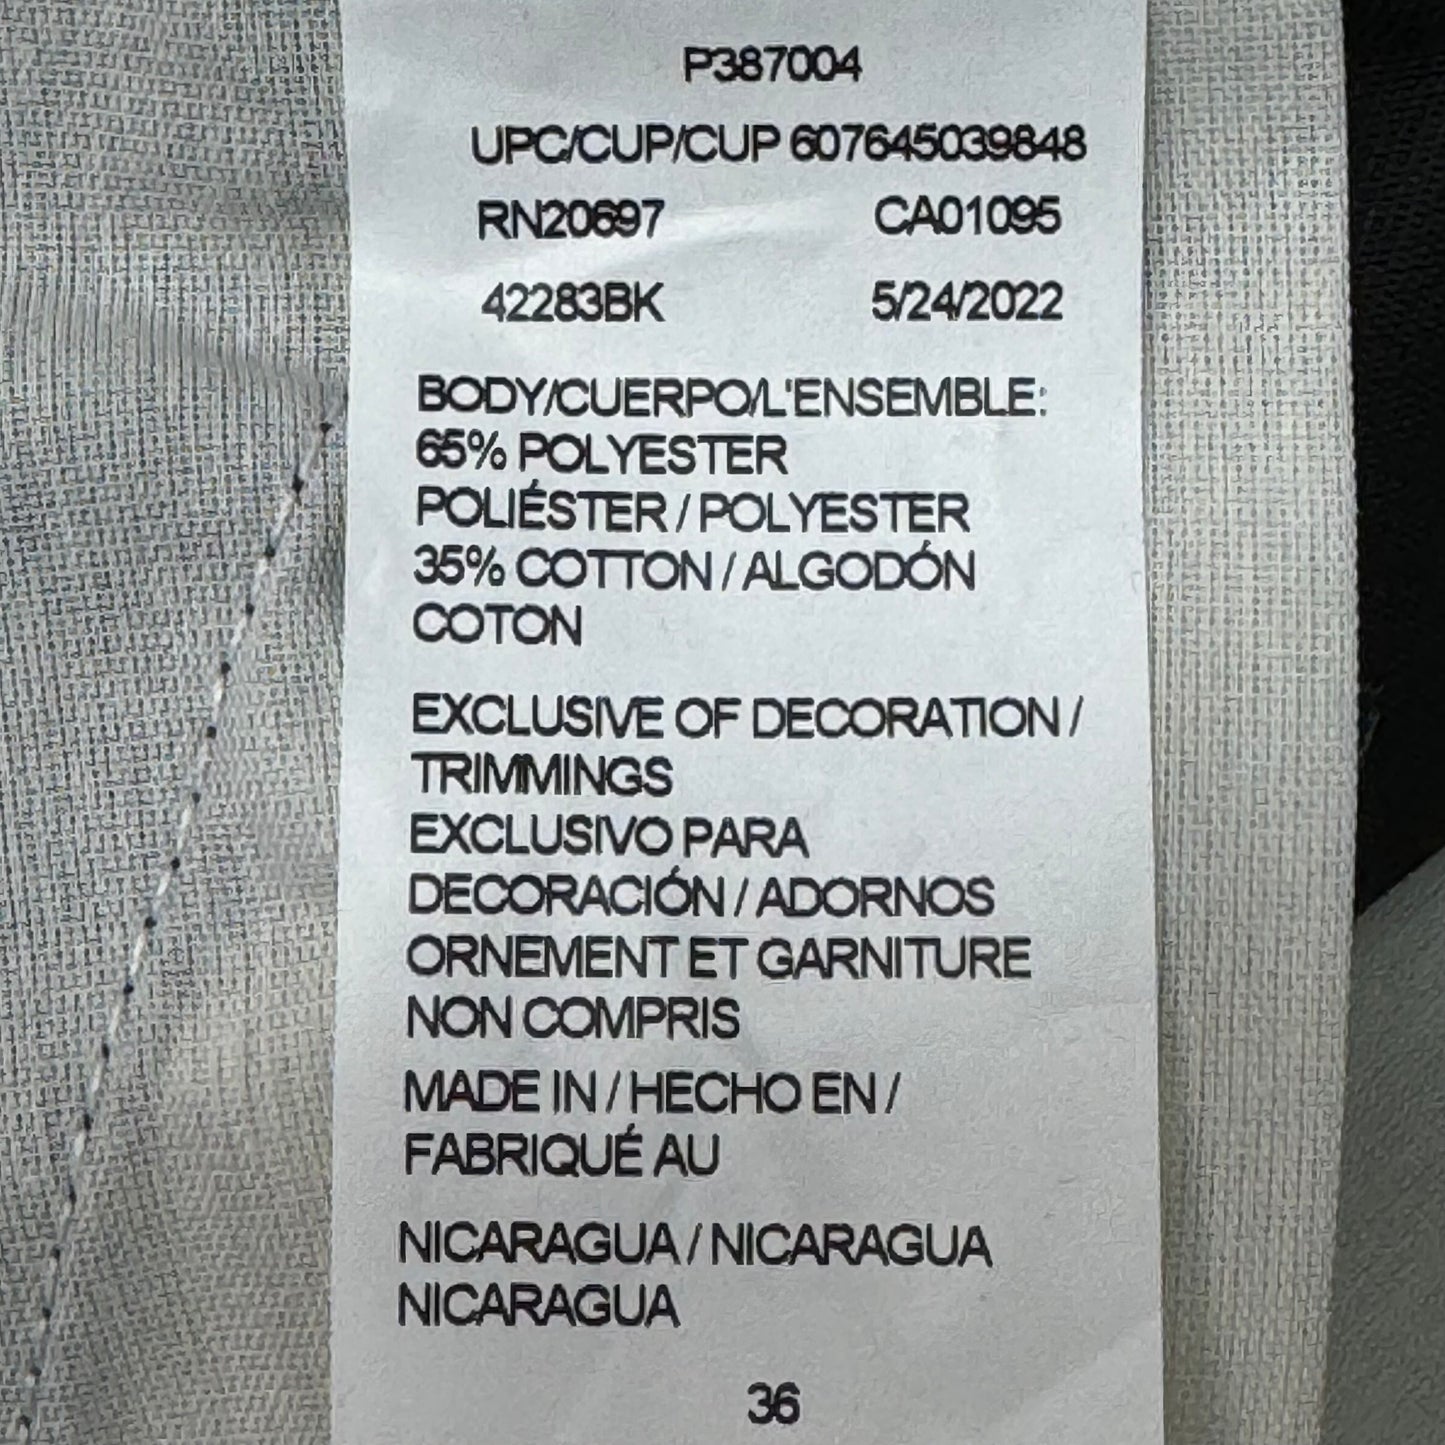 P387004
UPC/CUP/CUP 607645039848
RN20697 CA01095
42283BK 5/24/2022
BODY/CUERPO/L'ENSEMBLE:
65% POLYESTER
POLIÉSTER / POLYESTER
35% COTTON / ALGODÓN
COTON
EXCLUSIVE OF DECORATION /
TRIMMINGS
EXCLUSIVO PARA
DECORACIÓN / ADORNOS
ORNEMENT ET GARNITURE
NON COMPRIS
MADE IN / HECHO EN /
FABRIQUÉ AU
NICARAGUA / NICARAGUA
NICARAGUA
36